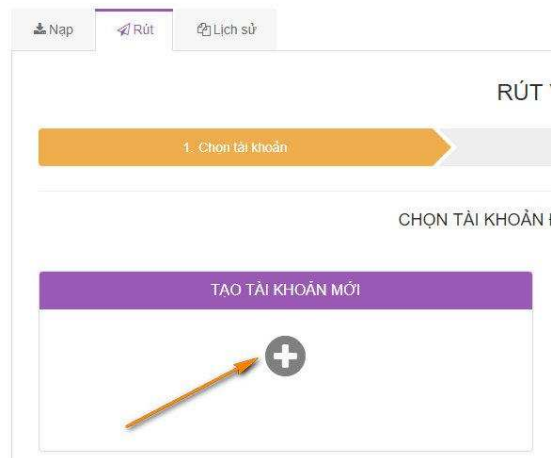 Nạp Rút Lịch sử
RÚT
1. Chọn tài khoản
CHỌN TÀI KHOẢN
TẠO TÀI KHOẢN MỚI